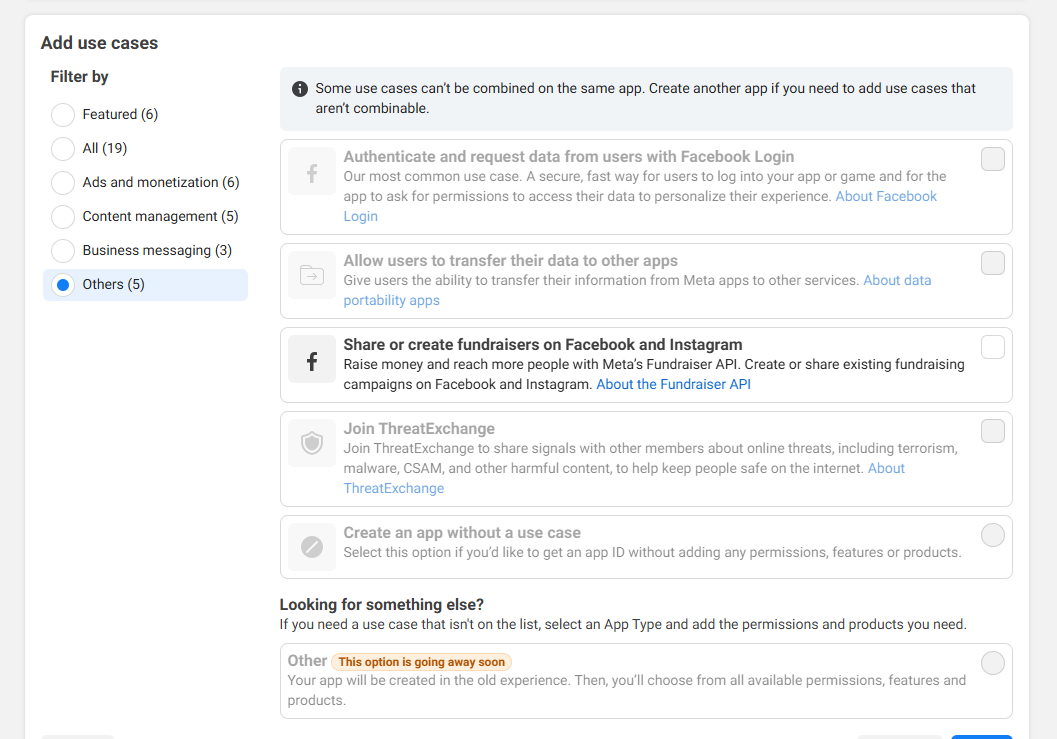 Add use cases
Filter by
Featured (6)
All (19)
Ads and monetization (6)
Content management (5)
Business messaging (3)
Others (5)
Some use cases can't be combined on the same app. Create another app if you need to add use cases that
aren't combinable.
Authenticate and request data from users with Facebook Login
Our most common use case. A secure, fast way for users to log into your app or game and for the
app to ask for permissions to access their data to personalize their experience. About Facebook
Login
Allow users to transfer their data to other apps
Give users the ability to transfer their information from Meta apps to other services. About data
portability apps
Share or create fundraisers on Facebook and Instagram
Raise money and reach more people with Meta's Fundraiser API. Create or share existing fundraising
campaigns on Facebook and Instagram. About the Fundraiser API
Join ThreatExchange
Join ThreatExchange to share signals with other members about online threats, including terrorism,
malware, CSAM, and other harmful content, to help keep people safe on the internet. About
ThreatExchange
Create an app without a use case
Select this option if you'd like to get an app ID without adding any permissions, features or products.
Looking for something else?
If you need a use case that isn't on the list, select an App Type and add the permissions and products you need.
Other This option is going away soon
Your app will be created in the old experience. Then, you'll choose from all available permissions, features and
products.